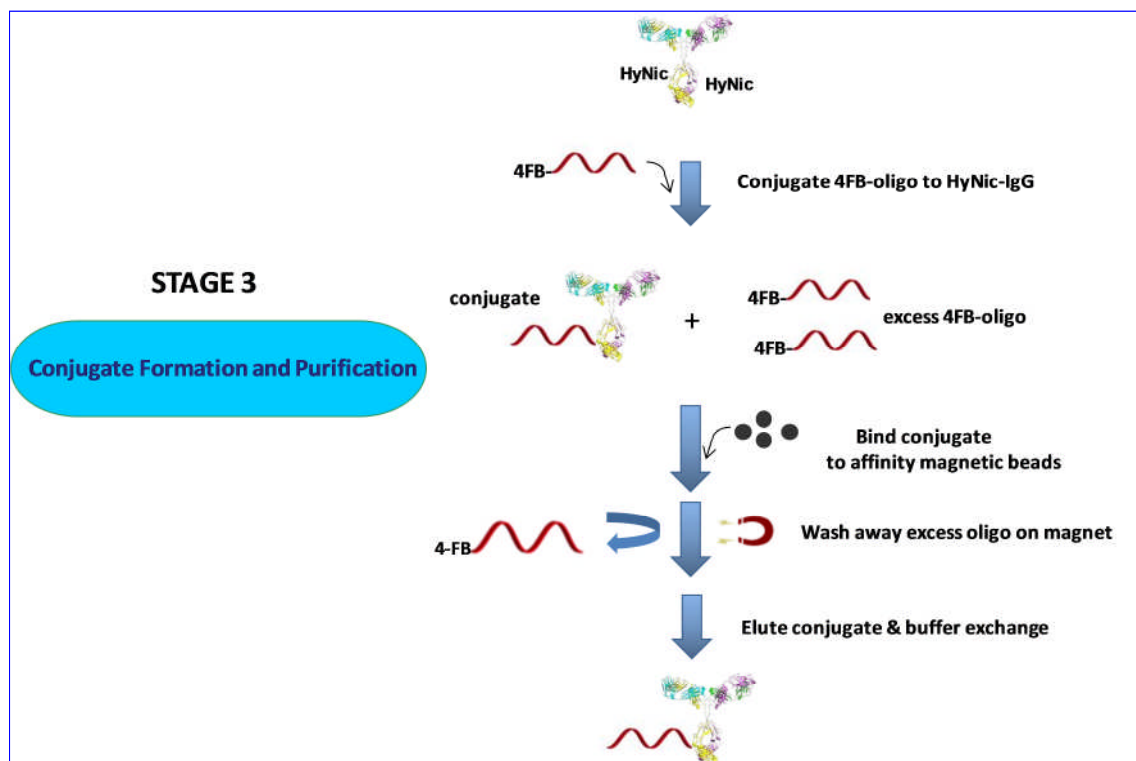 HyNic
HyNic
4FB-
Conjugate 4FB-oligo to HyNic-IgG
STAGE 3
Conjugate Formation and Purification
conjugate
+
4FB-
4FB-
excess 4FB-oligo
Bind conjugate
to affinity magnetic beads
4-FB
Wash away excess oligo on magnet
Elute conjugate & buffer exchange